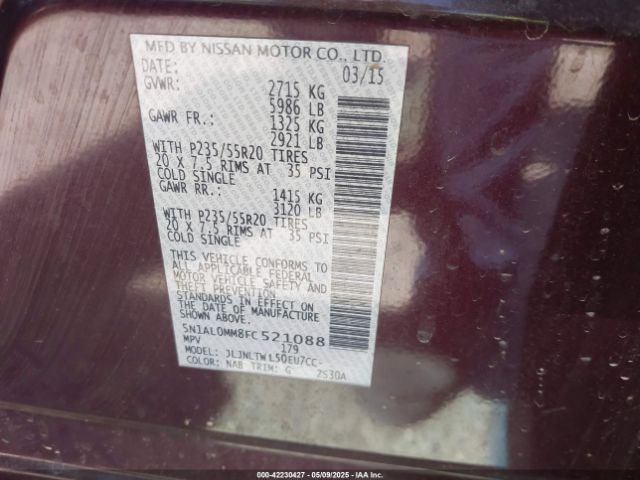 MFD BY NISSAN MOTOR CO., LTD.
DATE: 03/15
GVWR: 2715 KG
5986 LB
GAWR FR.: 1325 KG
2921 LB
WITH P235/55R20 TIRES
20 X 7.5 RIMS AT 35 PSI
COLD SINGLE
GAWR RR.: 1415 KG
3120 LB
WITH P235/55R20 TIRES
20 X 7.5 RIMS AT 35 PSI
COLD SINGLE
THIS VEHICLE CONFORMS TO
ALL APPLICABLE FEDERAL
MOTOR VEHICLE SAFETY AND
THEFT PREVENTION
STANDARDS IN EFFECT ON
THE DATE OF MANUFACTURE
SHOWN ABOVE.
5N1AL0MM8FC521088
MPV 179
MODEL: JLJNLTWL50EU7CC-
COLOR: NAB TRIM: G 2S30A
000-42230427 - 05/09/2025 - IAA Inc.